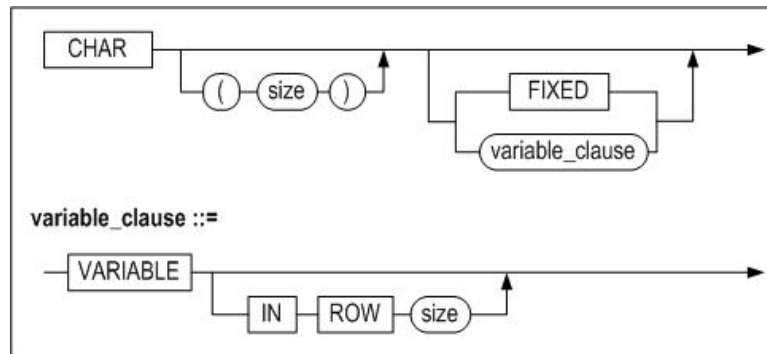 CHAR
( size )
FIXED
variable_clause
variable_clause ::=
VARIABLE
IN ROW size